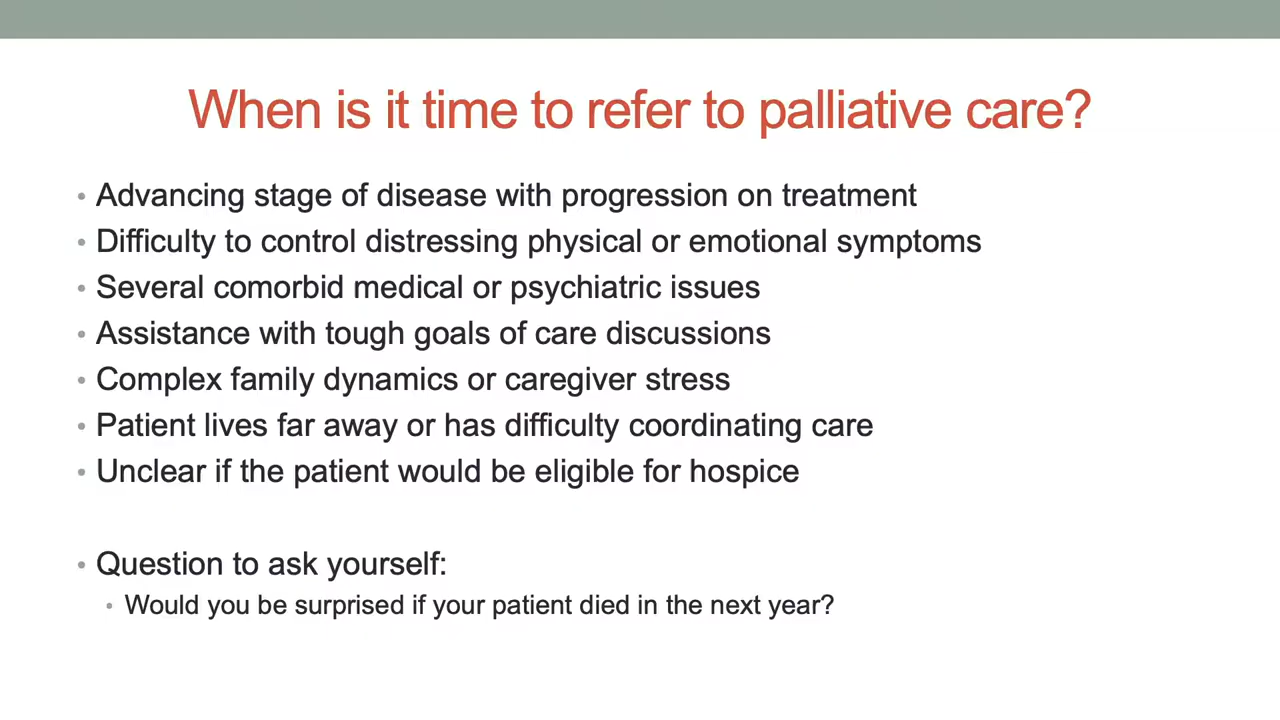 When is it time to refer to palliative care?
• Advancing stage of disease with progression on treatment
• Difficulty to control distressing physical or emotional symptoms
• Several comorbid medical or psychiatric issues
• Assistance with tough goals of care discussions
• Complex family dynamics or caregiver stress
• Patient lives far away or has difficulty coordinating care
• Unclear if the patient would be eligible for hospice
• Question to ask yourself:
• Would you be surprised if your patient died in the next year?